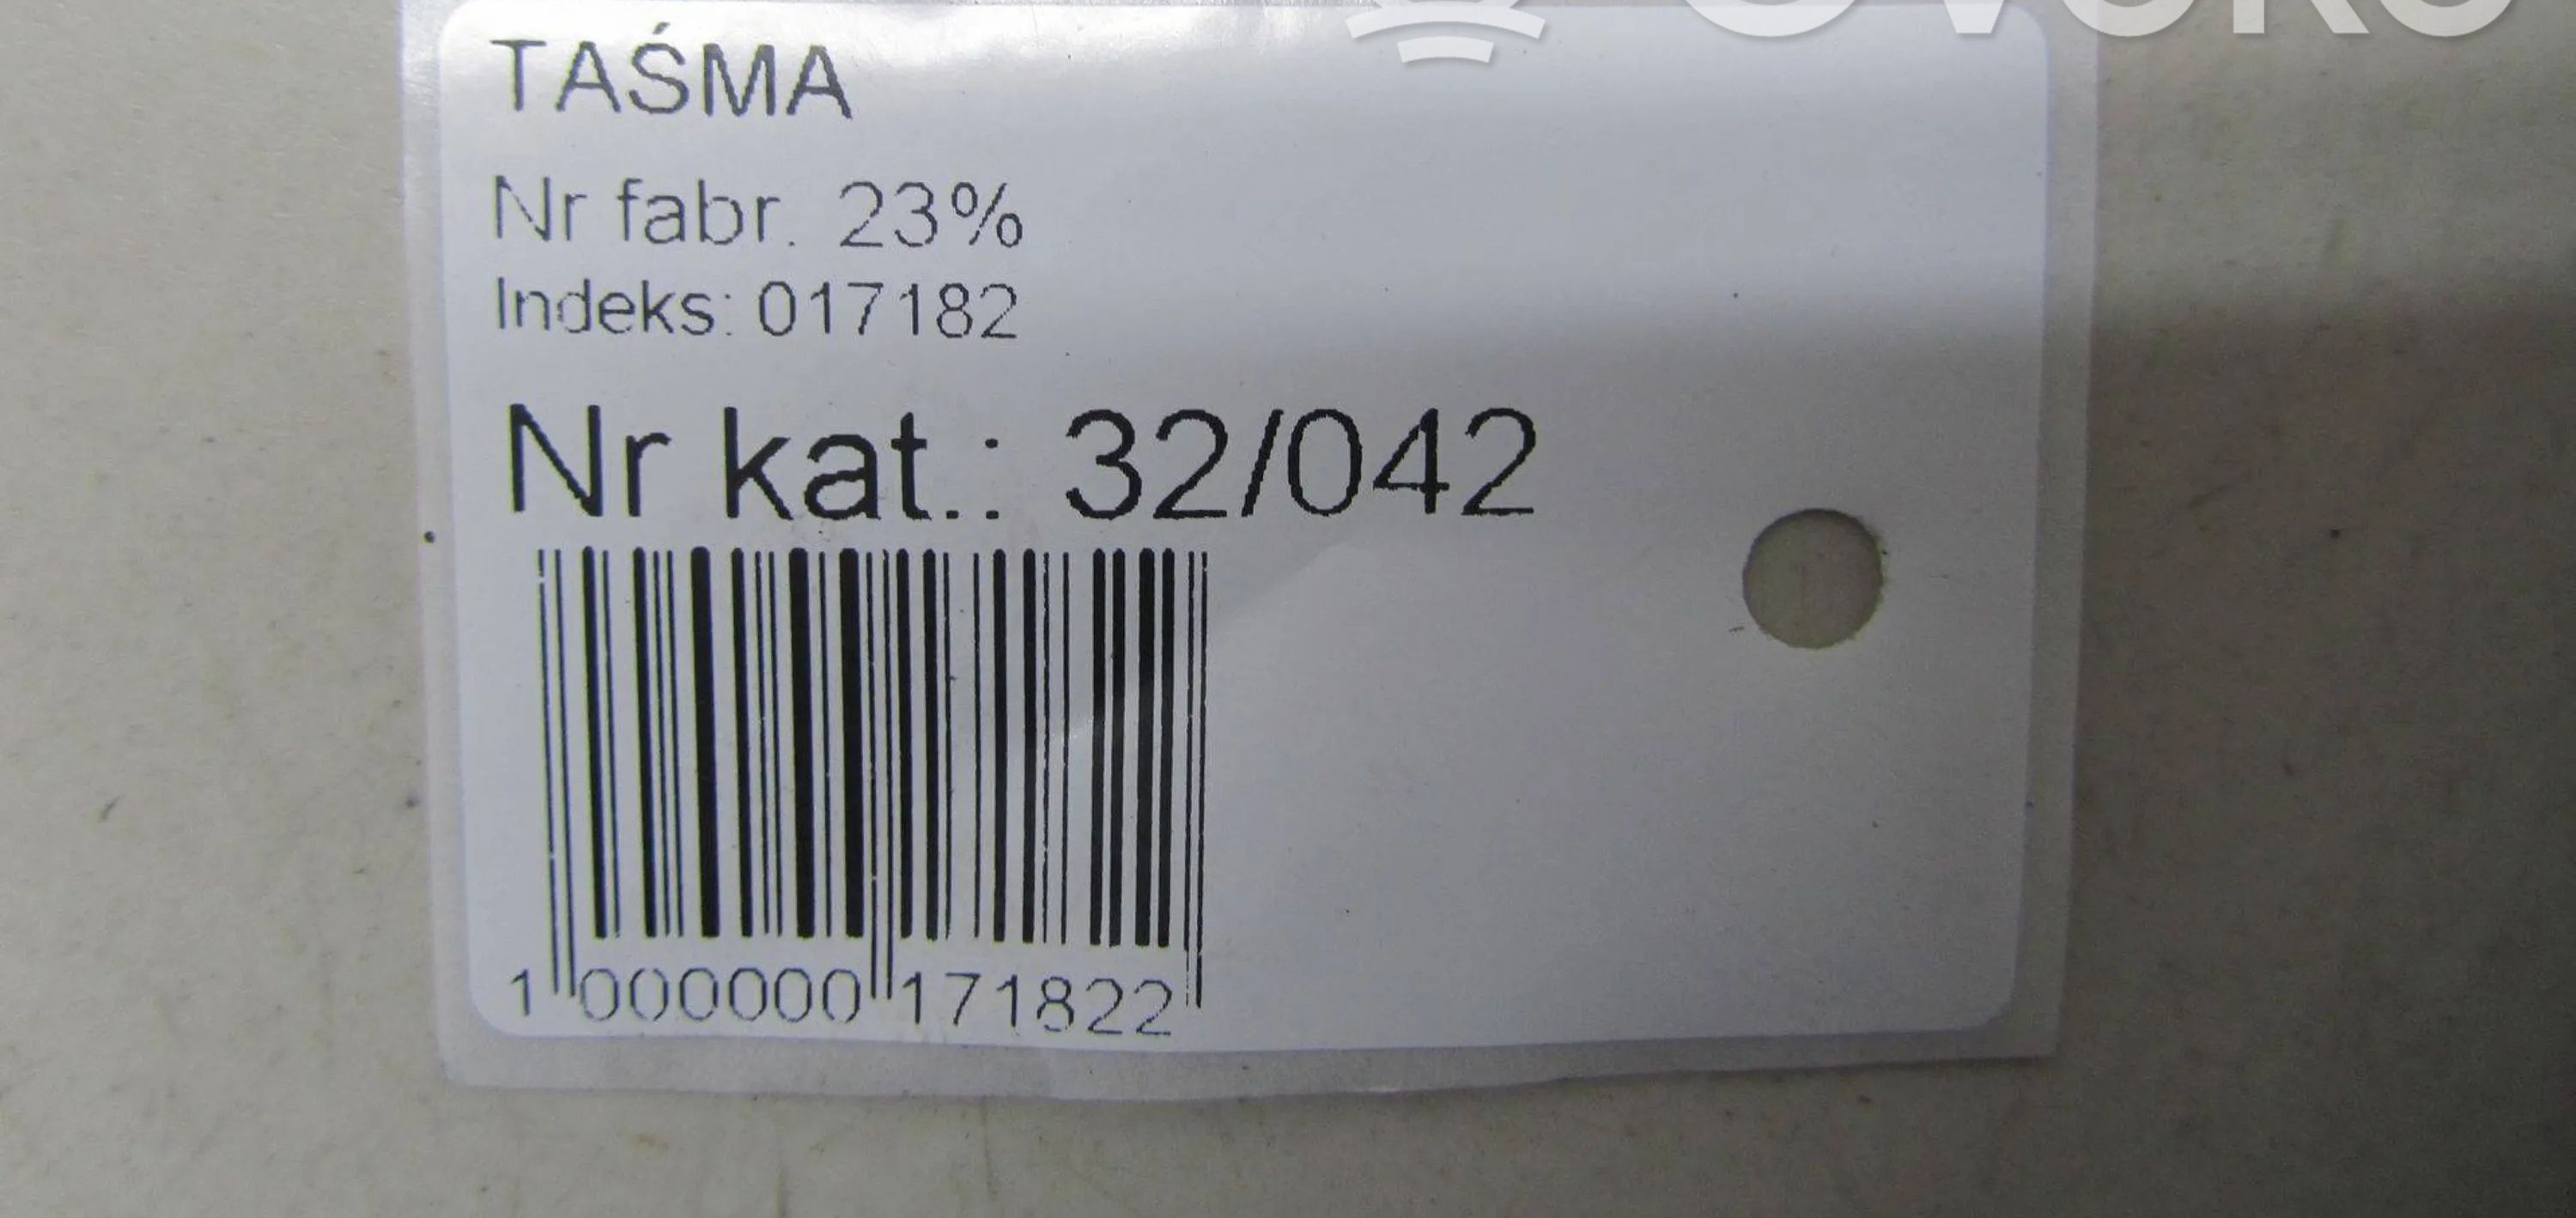 TAŚMA
Nr fabr. 23%
Indeks: 017182
Nr kat.: 32/042
1 000000 171822